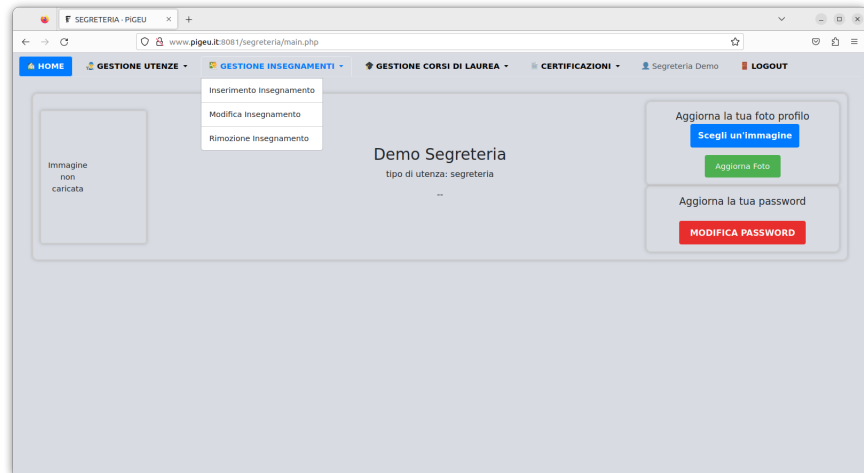 SEGRETERIA - PiGEU
www.pigeu.it:8081/segreteria/main.php
HOME GESTIONE UTENZE GESTIONE INSEGNAMENTI GESTIONE CORSI DI LAUREA CERTIFICAZIONI Segreteria Demo LOGOUT
Inserimento Insegnamento
Modifica Insegnamento
Rimozione Insegnamento
Immagine
non
caricata
Demo Segreteria
tipo di utenza: segreteria
--
Aggiorna la tua foto profilo
Scegli un'immagine
Aggiorna Foto
Aggiorna la tua password
MODIFICA PASSWORD